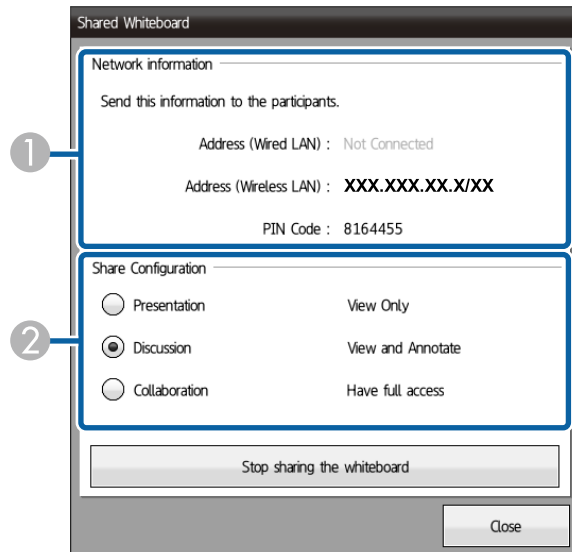 Shared Whiteboard
Network information
Send this information to the participants.
1
Address (Wired LAN) : Not Connected
Address (Wireless LAN) : XXX.XXX.XX.X/XX
PIN Code : 8164455
Share Configuration
Presentation View Only
2
Discussion View and Annotate
Collaboration Have full access
Stop sharing the whiteboard
Close